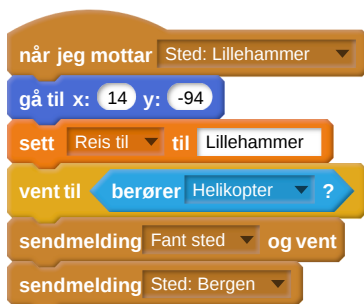 når jeg mottar Sted: Lillehammer
gå til x: 14 y: -94
sett Reis til til Lillehammer
vent til berører Helikopter ?
sendmelding Fant sted og vent
sendmelding Sted: Bergen